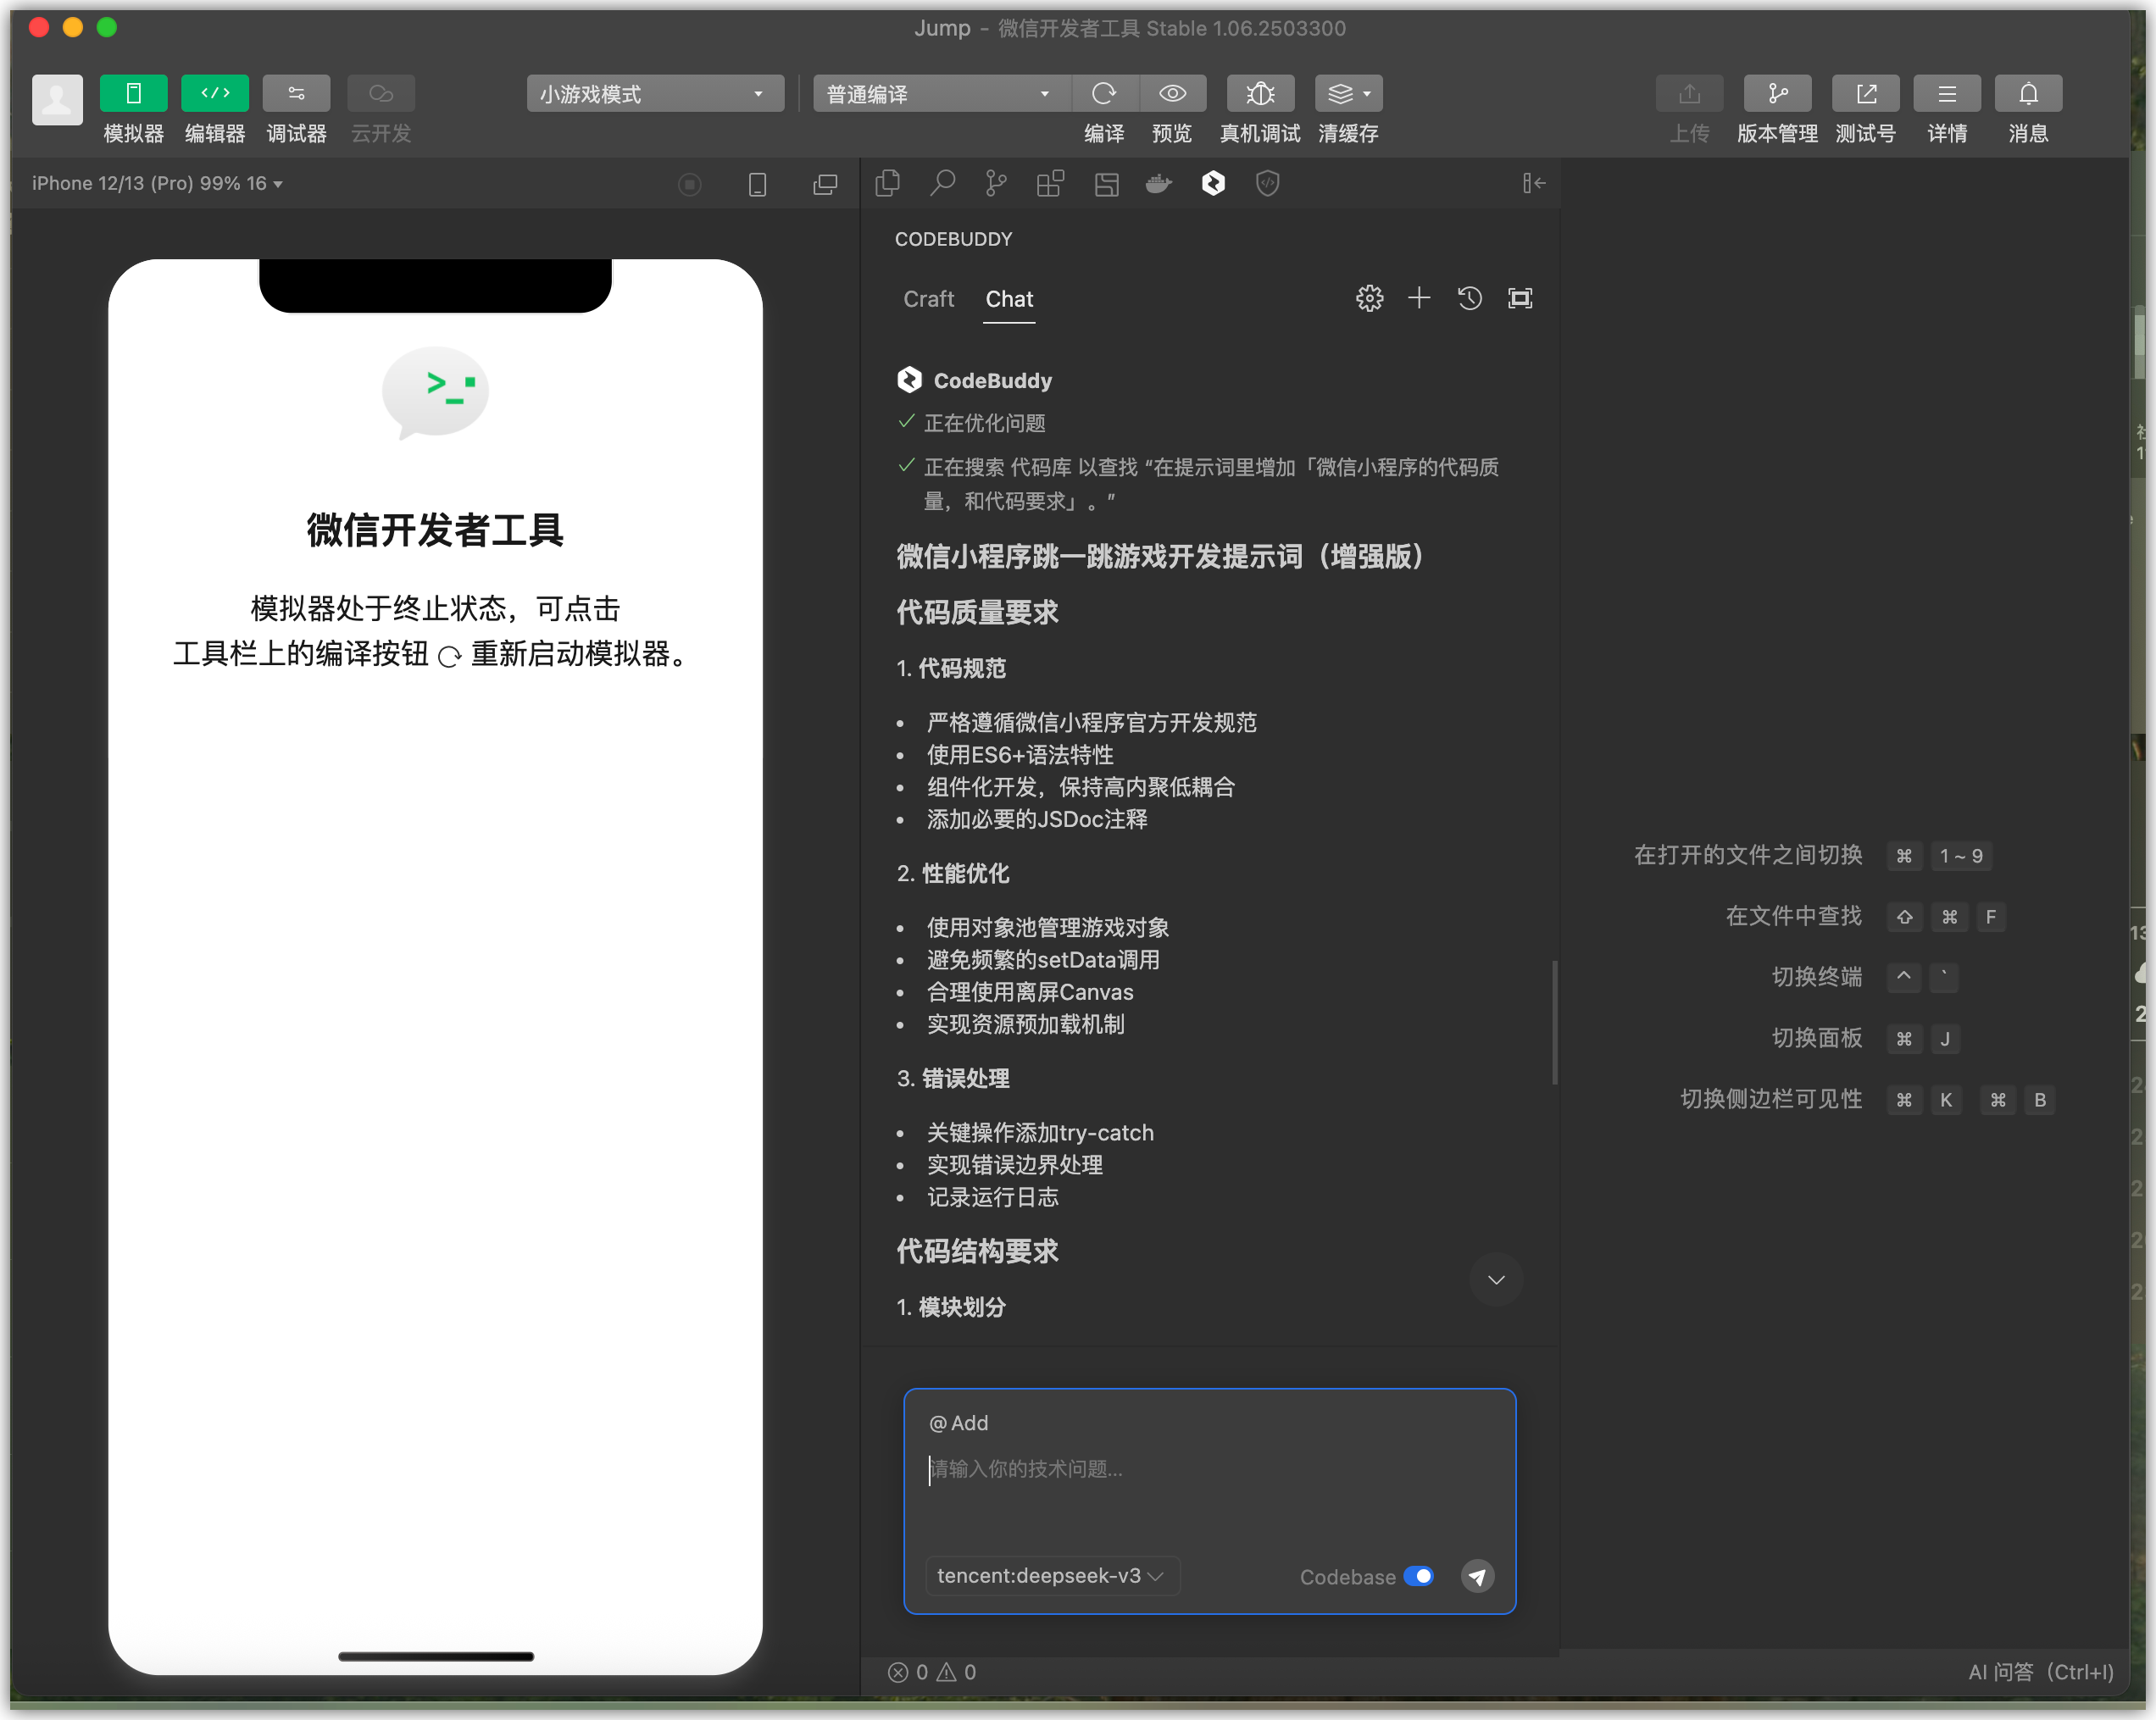 Jump - 微信开发者工具 Stable 1.06.2503300
小游戏模式
普通编译
模拟器 编辑器 调试器 云开发
编译 预览 真机调试 清缓存
上传 版本管理 测试号 详情 消息
iPhone 12/13 (Pro) 99% 16
微信开发者工具
模拟器处于终止状态，可点击
工具栏上的编译按钮 重新启动模拟器。
CODEBUDDY
Craft Chat
CodeBuddy
正在优化问题
正在搜索 代码库 以查找 “在提示词里增加「微信小程序的代码质
量，和代码要求」。”
微信小程序跳一跳游戏开发提示词（增强版）
代码质量要求
1. 代码规范
• 严格遵循微信小程序官方开发规范
• 使用ES6+语法特性
• 组件化开发，保持高内聚低耦合
• 添加必要的JSDoc注释
2. 性能优化
• 使用对象池管理游戏对象
• 避免频繁的setData调用
• 合理使用离屏Canvas
• 实现资源预加载机制
3. 错误处理
• 关键操作添加try-catch
• 实现错误边界处理
• 记录运行日志
代码结构要求
1. 模块划分
@ Add
请输入你的技术问题...
tencent:deepseek-v3
Codebase
0 0
在打开的文件之间切换 ⌘ 1 ~ 9
在文件中查找 ⇧ ⌘ F
切换终端 ^ `
切换面板 ⌘ J
切换侧边栏可见性 ⌘ K ⌘ B
AI 问答（Ctrl+I）